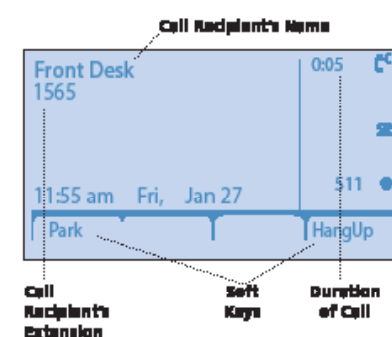 Call Recipient's Name
Front Desk 0:05
1565
511
11:55 am Fri, Jan 27
Park HangUp
Call Recipient's Extension
Soft Keys
Duration of Call